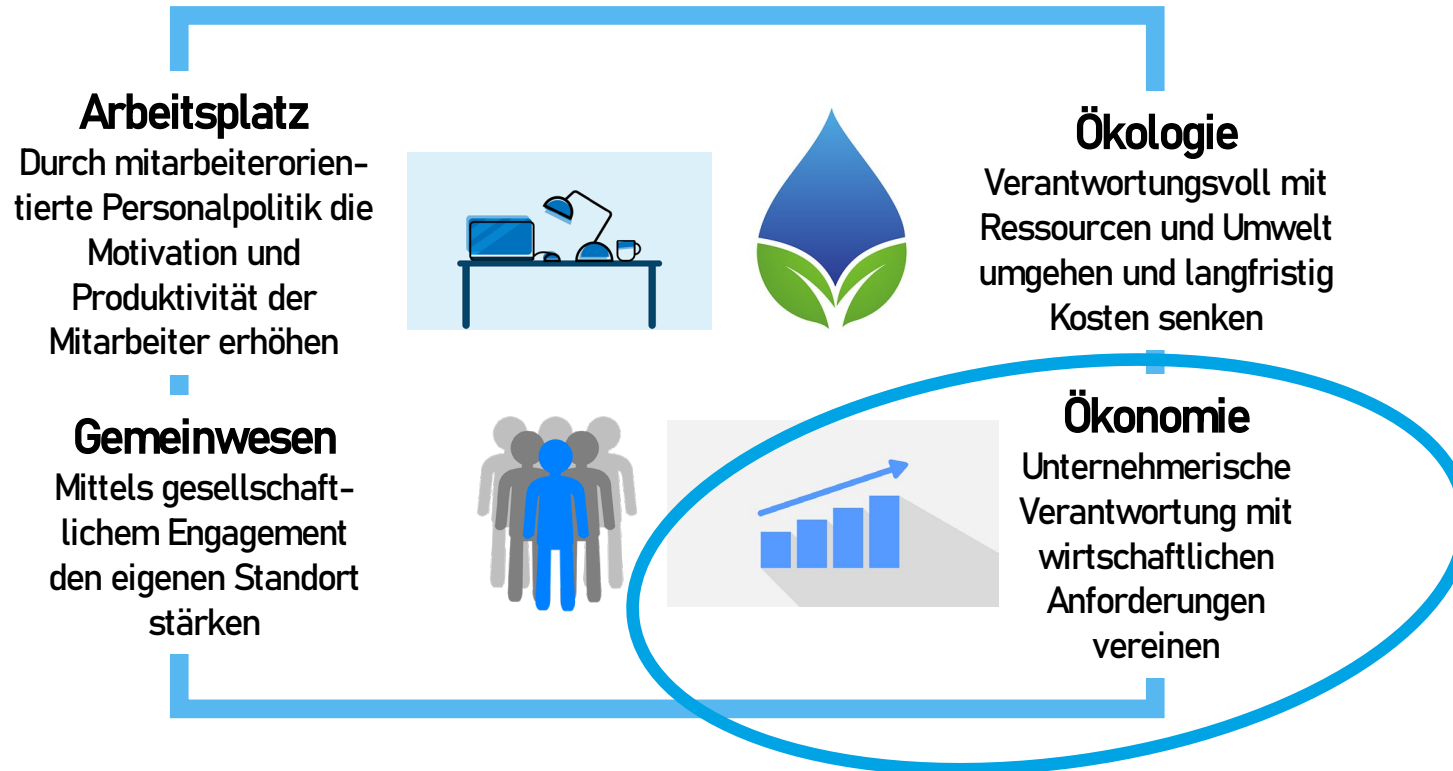 Arbeitsplatz
Durch mitarbeiterorien-
tierte Personalpolitik die
Motivation und
Produktivität der
Mitarbeiter erhöhen
Ökologie
Verantwortungsvoll mit
Ressourcen und Umwelt
umgehen und langfristig
Kosten senken
Gemeinwesen
Mittels gesellschaft-
lichem Engagement
den eigenen Standort
stärken
Ökonomie
Unternehmerische
Verantwortung mit
wirtschaftlichen
Anforderungen
vereinen